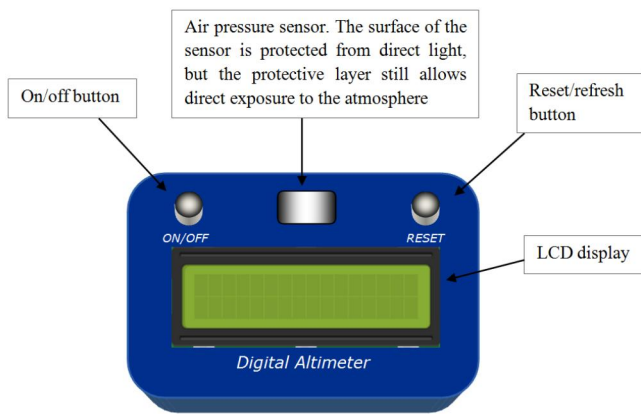 Air pressure sensor. The surface of the
sensor is protected from direct light,
but the protective layer still allows
direct exposure to the atmosphere
On/off button
Reset/refresh
button
ON/OFF
RESET
LCD display
Digital Altimeter